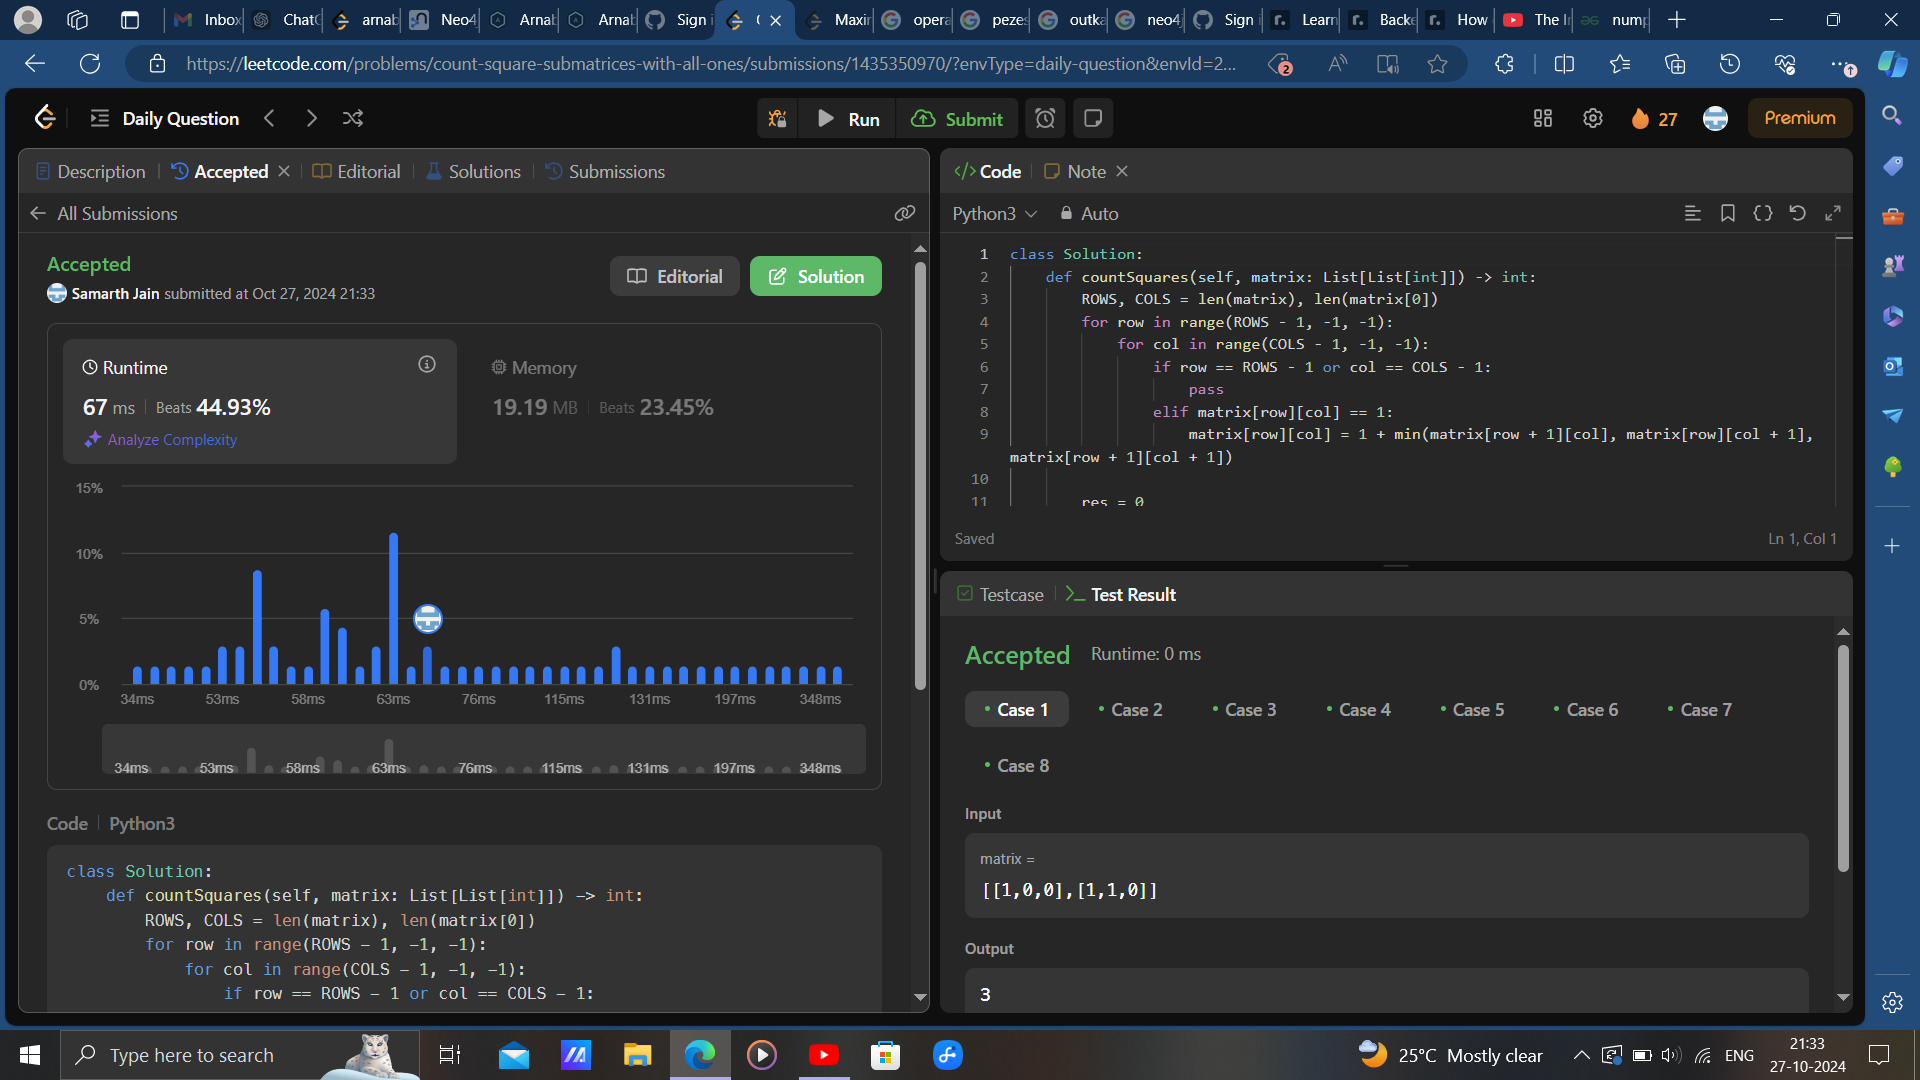 Inbox
ChatG
arnab
Neo4
Arnab
Arnab
Sign i
Maxir
opera
pezes
outka
neo4j
Sign
Learn
Backe
How
The In
nump
https://leetcode.com/problems/count-square-submatrices-with-all-ones/submissions/1435350970/?envType=daily-question&envId=2...
2
Daily Question
Run
Submit
27
Premium
Description
Accepted
Editorial
Solutions
Submissions
All Submissions
Accepted
Samarth Jain submitted at Oct 27, 2024 21:33
Editorial
Solution
Runtime
67 ms
Beats 44.93%
Analyze Complexity
Memory
19.19 MB
Beats 23.45%
15%
10%
5%
0%
34ms 53ms 58ms 63ms 76ms 115ms 131ms 197ms 348ms
34ms 53ms 58ms 63ms 76ms 115ms 131ms 197ms 348ms
Code
Python3
class Solution:
def countSquares(self, matrix: List[List[int]]) -> int:
ROWS, COLS = len(matrix), len(matrix[0])
for row in range(ROWS - 1, -1, -1):
for col in range(COLS - 1, -1, -1):
if row == ROWS - 1 or col == COLS - 1:
Code
Note
Python3
Auto
1 class Solution:
2 def countSquares(self, matrix: List[List[int]]) -> int:
3 ROWS, COLS = len(matrix), len(matrix[0])
4 for row in range(ROWS - 1, -1, -1):
5 for col in range(COLS - 1, -1, -1):
6 if row == ROWS - 1 or col == COLS - 1:
7 pass
8 elif matrix[row][col] == 1:
9 matrix[row][col] = 1 + min(matrix[row + 1][col], matrix[row][col + 1],
matrix[row + 1][col + 1])
10
11 res = 0
Saved
Ln 1, Col 1
Testcase
Test Result
Accepted
Runtime: 0 ms
Case 1
Case 2
Case 3
Case 4
Case 5
Case 6
Case 7
Case 8
Input
matrix =
[[1,0,0],[1,1,0]]
Output
3
Type here to search
25°C Mostly clear
ENG
21:33
27-10-2024